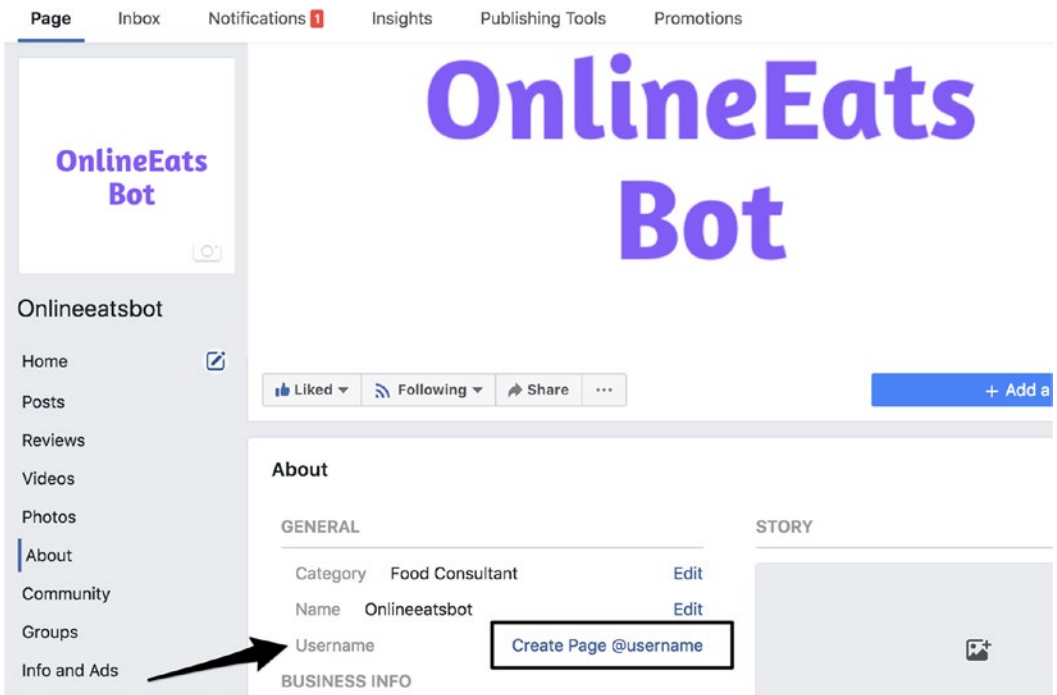 Page Inbox Notifications 1 Insights Publishing Tools Promotions
OnlineEats
Bot
OnlineEats
Bot
Onlineeatsbot
Home
Posts
Reviews
Videos
Photos
About
Community
Groups
Info and Ads
Liked Following Share ...
+ Add a
About
GENERAL
Category Food Consultant Edit
Name Onlineeatsbot Edit
Username Create Page @username
BUSINESS INFO
STORY